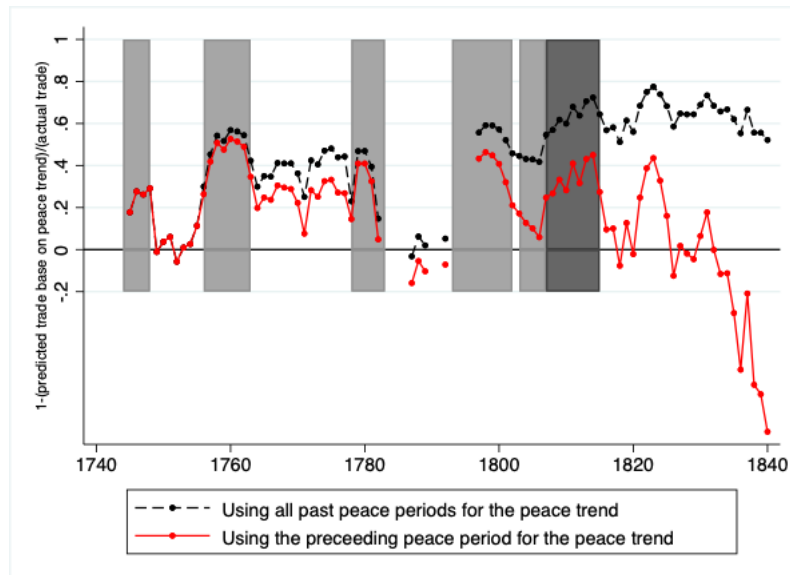 1-(predicted trade base on peace trend)/(actual trade)
1
.8
.6
.4
.2
0
-.2
1740 1760 1780 1800 1820 1840
Using all past peace periods for the peace trend
Using the preceeding peace period for the peace trend